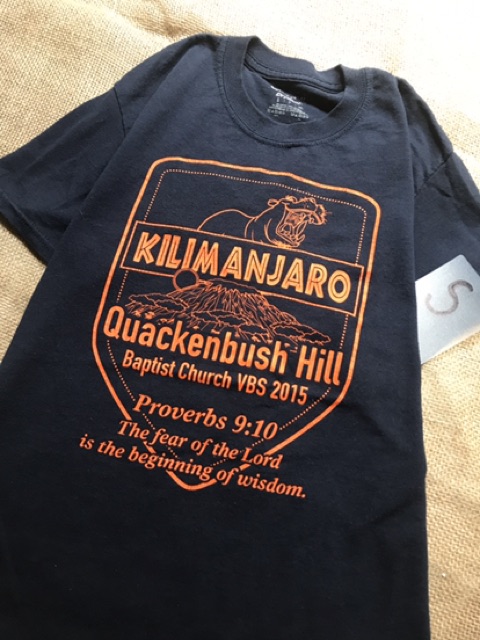 KILIMANJARO
Quackenbush Hill
Baptist Church VBS 2015
Proverbs 9:10
The fear of the Lord
is the beginning of wisdom.
S